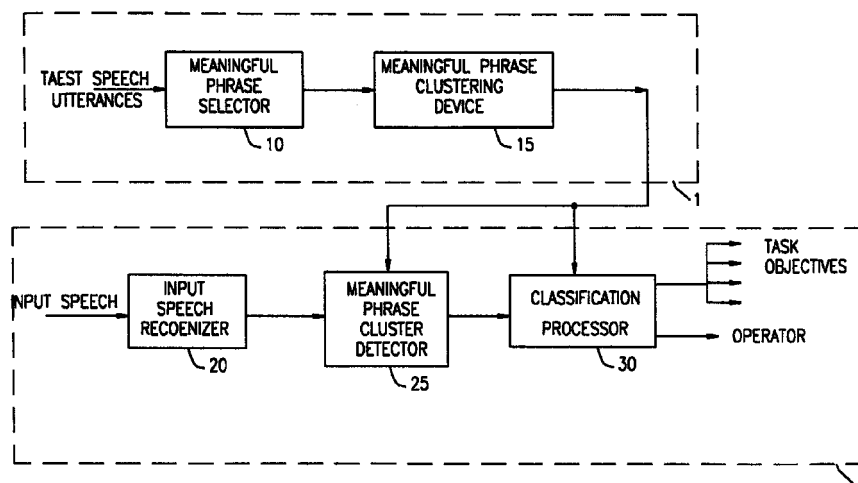 TAEST SPEECH
UTTERANCES
MEANINGFUL
PHRASE
SELECTOR
10
MEANINGFUL PHRASE
CLUSTERING
DEVICE
15
1
INPUT SPEECH
INPUT
SPEECH
RECOENIZER
20
MEANINGFUL
PHRASE
CLUSTER
DETECTOR
25
CLASSIFICATION
PROCESSOR
30
TASK
OBJECTIVES
OPERATOR